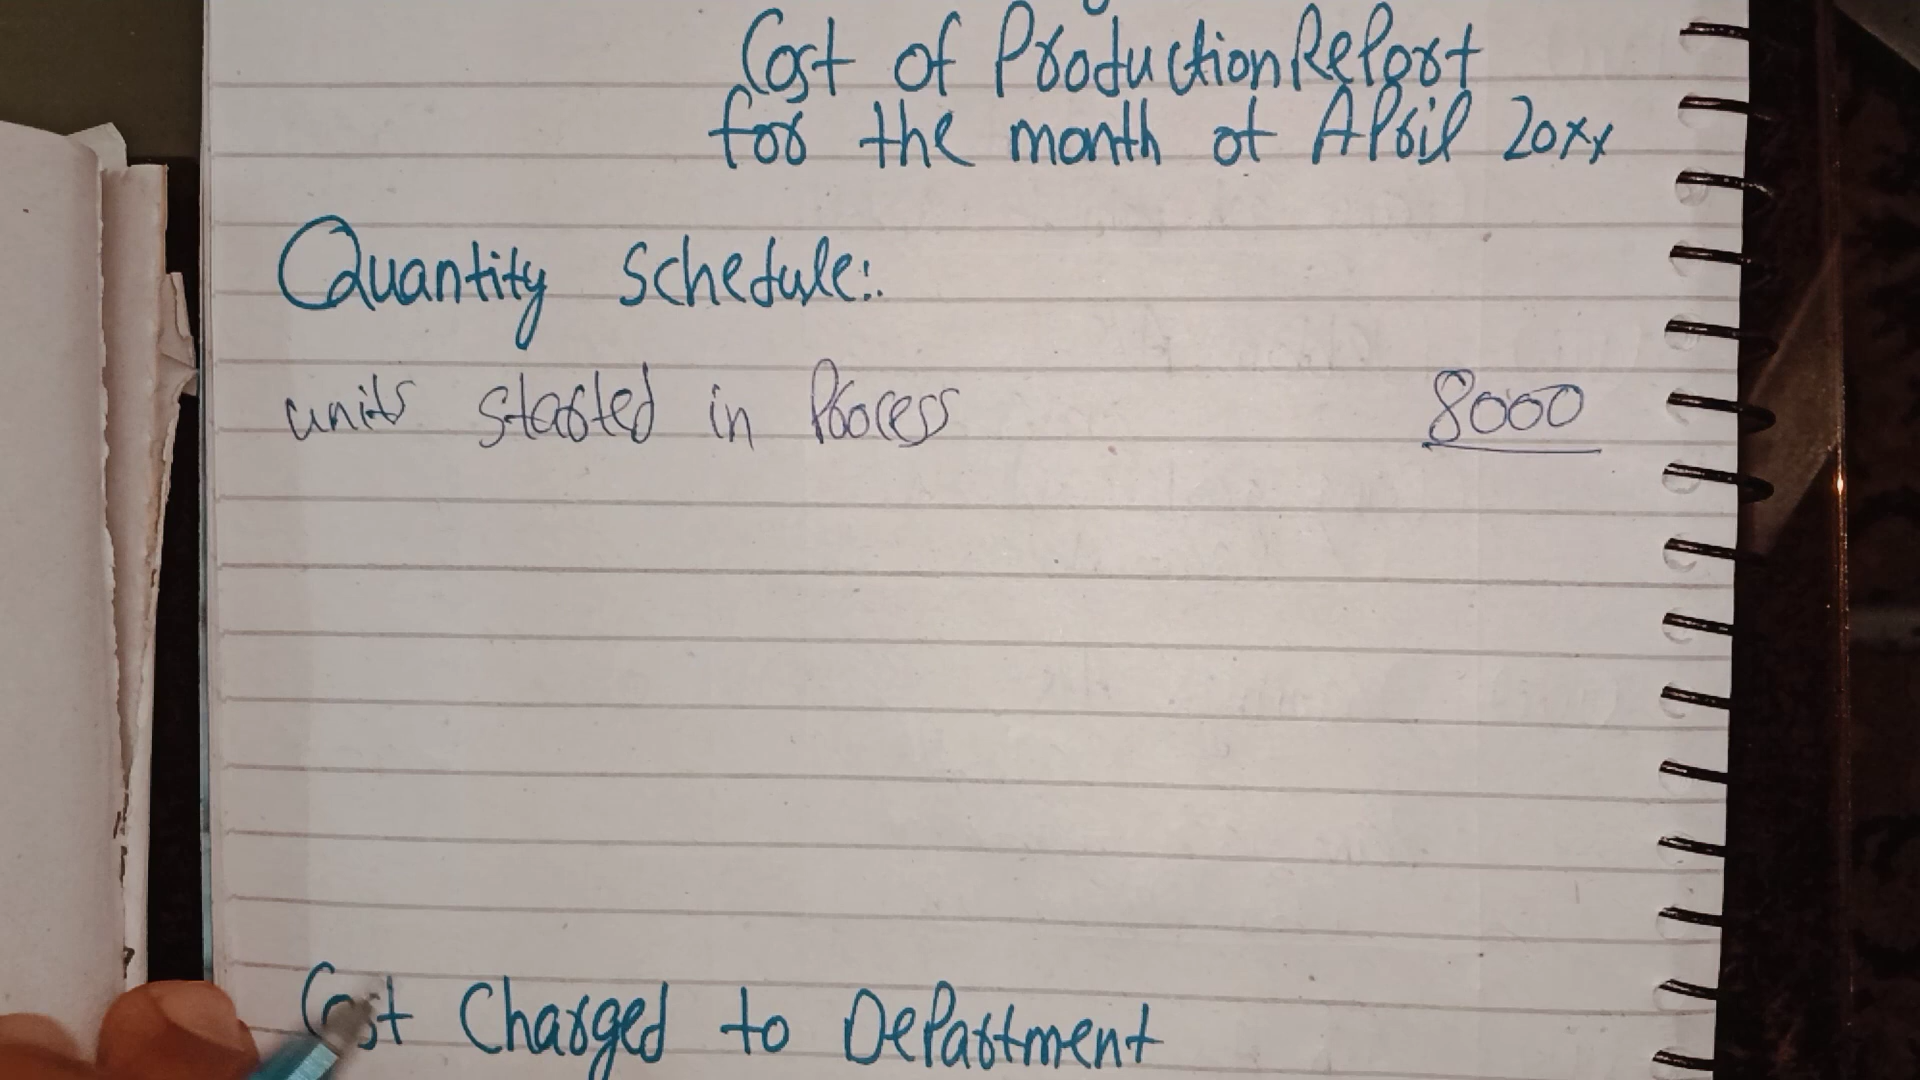 Cost of Production Report
for the month of April 20xx
Quantity Schedule:
units started in Process 8000
Cost Charged to Department